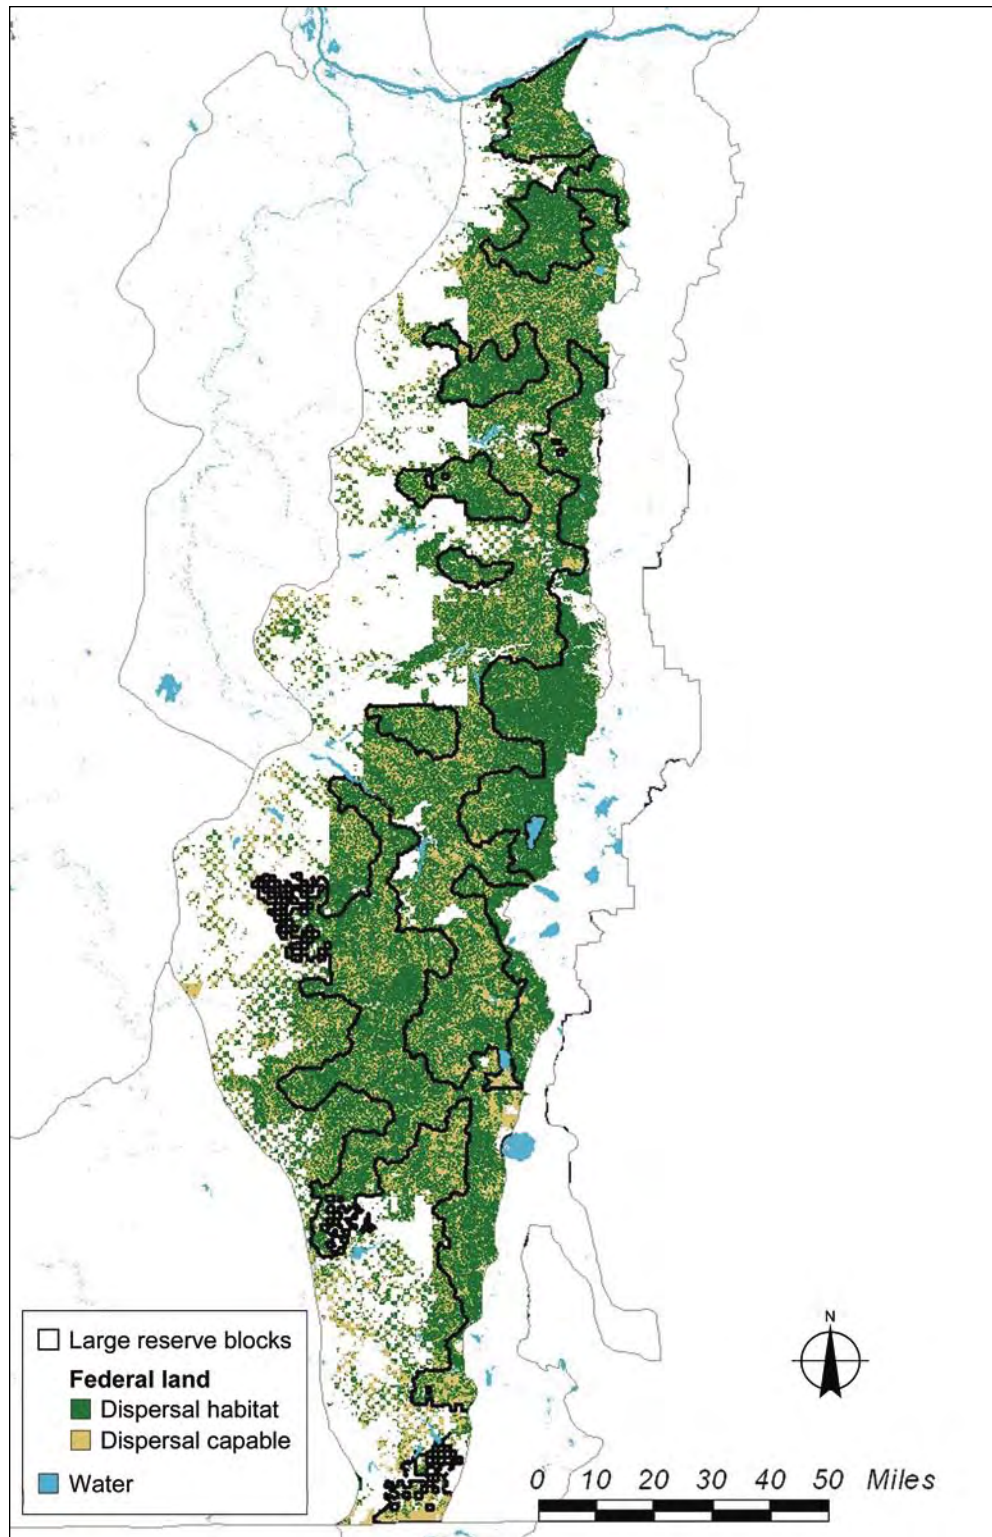 Large reserve blocks
Federal land
Dispersal habitat
Dispersal capable
Water
N
0 10 20 30 40 50 Miles